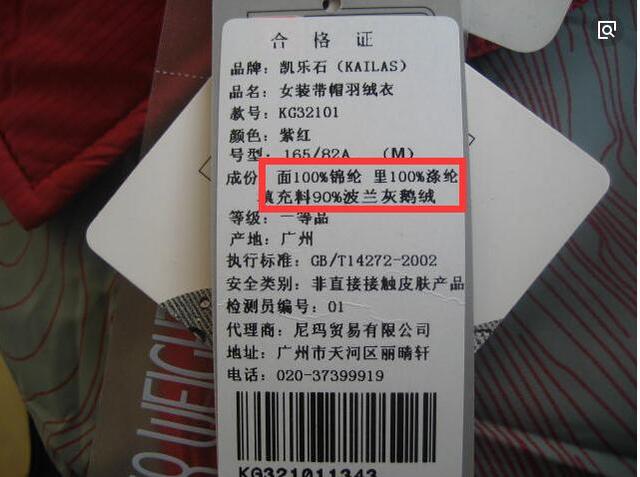 合格证
品牌：凯乐石（KAILAS）
品名：女装带帽羽绒衣
款号：KG32101
颜色：紫红
号型：165/82A （M）
成份：面100%锦纶 里100%涤纶
填充料90%波兰灰鹅绒
等级：一等品
产地：广州
执行标准：GB/T14272-2002
安全类别：非直接接触皮肤产品
检测员编号：01
代理商：尼玛贸易有限公司
地址：广州市天河区丽晴轩
电话：020-37399919
KG321011343
WEIGH